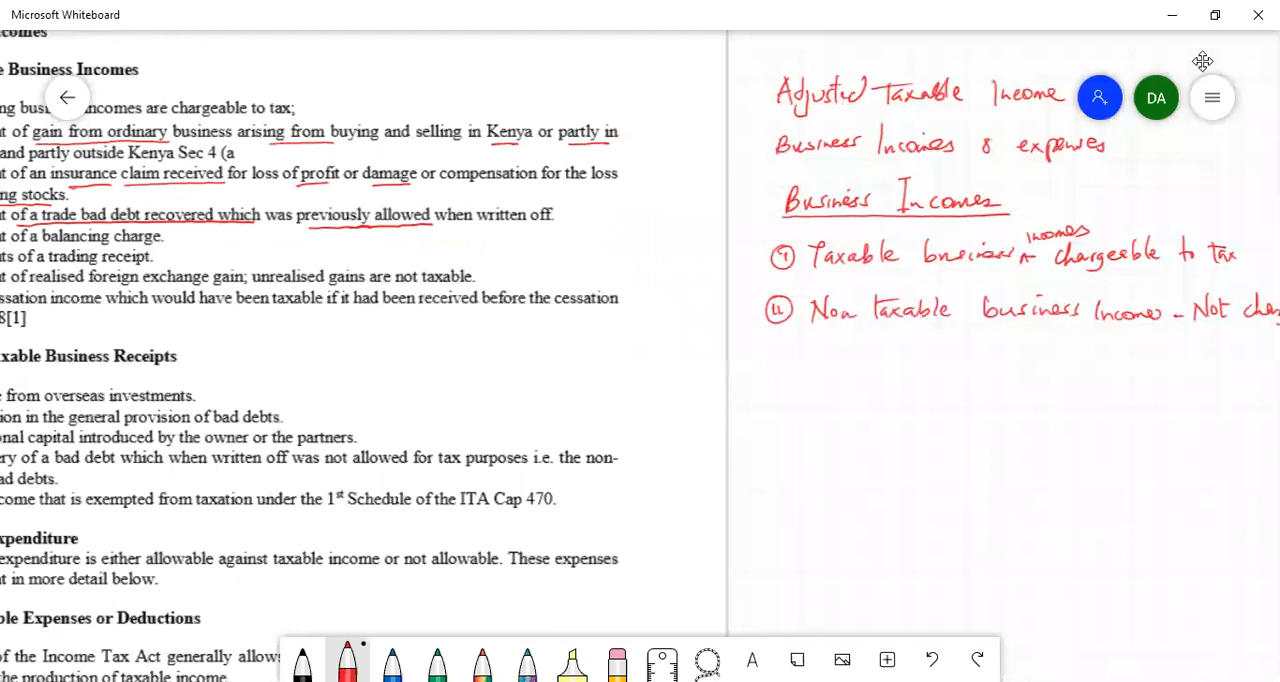 Microsoft Whiteboard
comes
e Business Incomes
ng busi incomes are chargeable to tax;
t of gain from ordinary business arising from buying and selling in Kenya or partly in
and partly outside Kenya Sec 4 (a
t of an insurance claim received for loss of profit or damage or compensation for the loss
ng stocks.
t of a trade bad debt recovered which was previously allowed when written off.
t of a balancing charge.
ts of a trading receipt.
t of realised foreign exchange gain; unrealised gains are not taxable.
ssation income which would have been taxable if it had been received before the cessation
8[1]
xable Business Receipts
e from overseas investments.
ion in the general provision of bad debts.
onal capital introduced by the owner or the partners.
ery of a bad debt which when written off was not allowed for tax purposes i.e. the non-
ad debts.
come that is exempted from taxation under the 1st Schedule of the ITA Cap 470.
xpenditure
expenditure is either allowable against taxable income or not allowable. These expenses
t in more detail below.
ble Expenses or Deductions
of the Income Tax Act generally allows
the production of taxable income
Adjusted Taxable Income
Business Incomes & expenses
Business Incomes
(i) Taxable business incomes chargeable to tax
(ii) Non taxable business Income - Not cha
DA